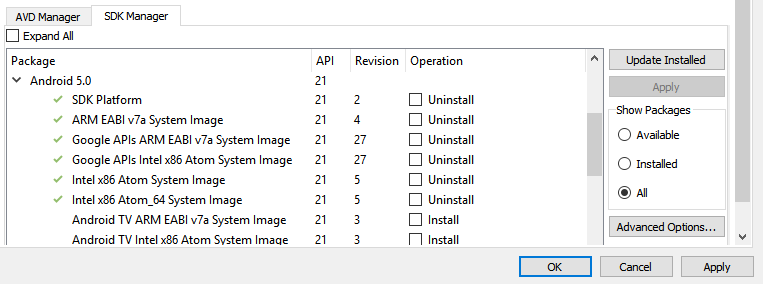 AVD Manager SDK Manager
Expand All
Package API Revision Operation Update Installed
Android 5.0 21 Apply
SDK Platform 21 2 Uninstall
Show Packages
ARM EABI v7a System Image 21 4 Uninstall
Available
Google APIs ARM EABI v7a System Image 21 27 Uninstall
Google APIs Intel x86 Atom System Image 21 27 Uninstall
Installed
Intel x86 Atom System Image 21 5 Uninstall
All
Intel x86 Atom_64 System Image 21 5 Uninstall
Android TV ARM EABI v7a System Image 21 3 Install
Advanced Options...
Android TV Intel x86 Atom System Image 21 3 Install
OK Cancel Apply